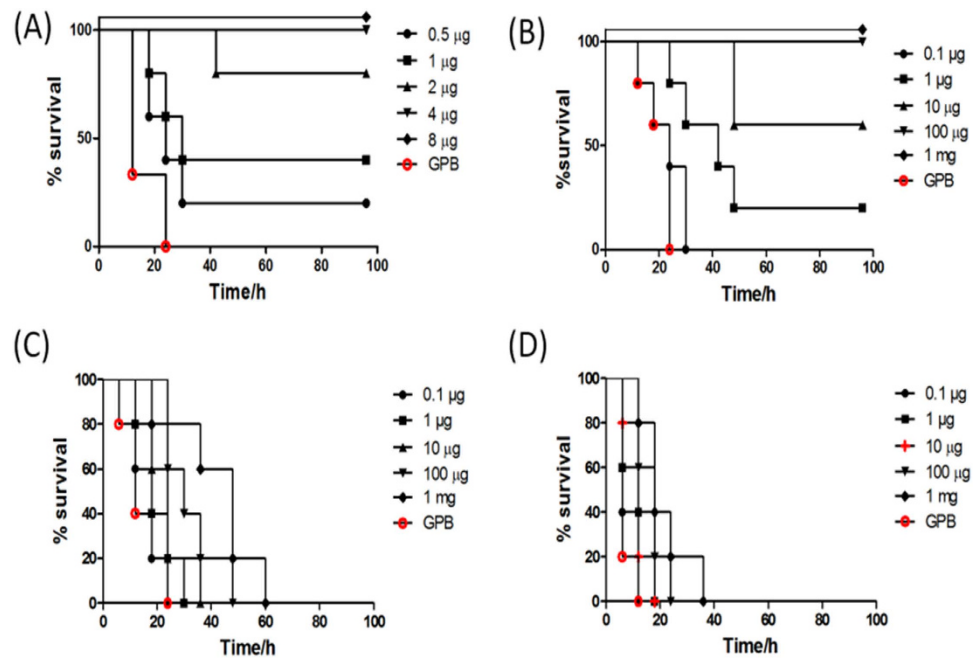 (A)
% survival
100
50
0
0 20 40 60 80 100
Time/h
0.5 µg
1 µg
2 µg
4 µg
8 µg
GPB
(B)
%survival
100
50
0
0 20 40 60 80 100
Time/h
0.1 µg
1 µg
10 µg
100 µg
1 mg
GPB
(C)
% survival
100
80
60
40
20
0
0 20 40 60 80 100
Time/h
0.1 µg
1 µg
10 µg
100 µg
1 mg
GPB
(D)
% survival
100
80
60
40
20
0
0 20 40 60 80 100
Time/h
0.1 µg
1 µg
10 µg
100 µg
1 mg
GPB